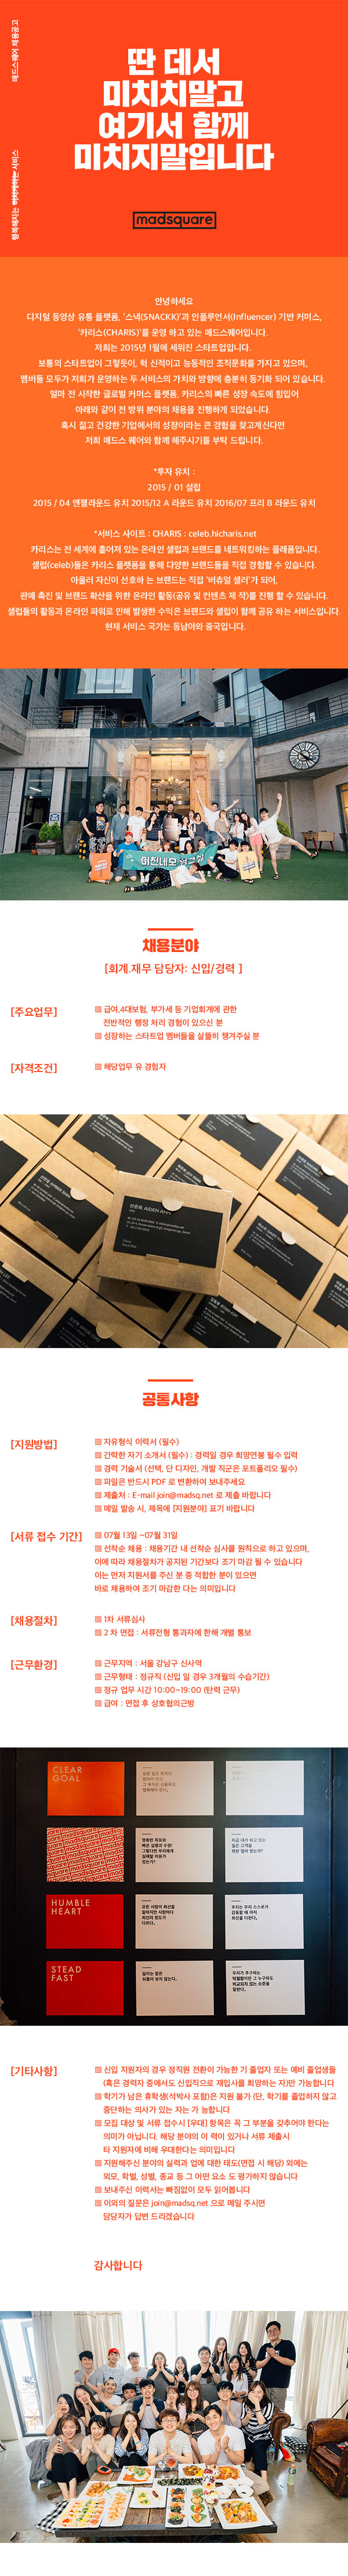 매드스퀘어 채용공고
행복해지는 미쳐가는 서비스
딴 데서
미치치말고
여기서 함께
미치지말입니다
madsquare
안녕하세요
디지털 동영상 유통 플랫폼, '스낵(SNACKK)'과 인플루언서(Influencer) 기반 커머스,
'카리스(CHARIS)'를 운영 하고 있는 매드스퀘어입니다.
저희는 2015년 1월에 세워진 스타트업입니다.
보통의 스타트업이 그렇듯이, 혁 신적이고 능동적인 조직문화를 가지고 있으며,
멤버들 모두가 저희가 운영하는 두 서비스의 가치와 방향에 충분히 동기화 되어 있습니다.
얼마 전 시작한 글로벌 커머스 플랫폼, 카리스의 빠른 성장 속도에 힘입어
아래와 같이 전 방위 분야의 채용을 진행하게 되었습니다.
혹시 젊고 건강한 기업에서의 성장이라는 큰 경험을 찾고계신다면
저희 매드스 퀘어와 함께 해주시기를 부탁 드립니다.
*투자 유치 :
2015 / 01 설립
2015 / 04 엔젤라운드 유치 2015/12 A 라운드 유치 2016/07 프리 B 라운드 유치
*서비스 사이트 : CHARIS : celeb.hicharis.net
카리스는 전 세계에 흩어져 있는 온라인 셀럽과 브랜드를 네트워킹하는 플래폼입니다.
셀럽(celeb)들은 카리스 플랫폼을 통해 다양한 브랜드들을 직접 경험할 수 있습니다.
아울러 자신이 선호하 는 브랜드는 직접 '버츄얼 셀러'가 되어,
판매 촉진 및 브랜드 확산을 위한 온라인 활동(공유 및 컨텐츠 제 작)를 진행 할 수 있습니다.
셀럽들의 활동과 온라인 파워로 인해 발생한 수익은 브랜드와 셀럽이 함께 공유 하는 서비스입니다.
현재 서비스 국가는 동남아와 중국입니다.
채용분야
[회계.재무 담당자: 신입/경력 ]
[주요업무]
▨ 급여,4대보험, 부가세 등 기업회계에 관한
전반적인 행정 처리 경험이 있으신 분
▨ 성장하는 스타트업 멤버들을 살뜰히 챙겨주실 분
[자격조건]
▨ 해당업무 유 경험자
AIDEN AHN
공통사항
[지원방법]
▨ 자유형식 이력서 (필수)
▨ 간략한 자기 소개서 (필수) : 경력일 경우 희망연봉 필수 입력
▨ 경력 기술서 (선택, 단 디자인, 개발 직군은 포트폴리오 필수)
▨ 파일은 반드시 PDF 로 변환하여 보내주세요
▨ 제출처 : E-mail join@madsq.net 로 제출 바랍니다
▨ 메일 발송 시, 제목에 [지원분야] 표기 바랍니다
[서류 접수 기간]
▨ 07월 13일 ~07월 31일
▨ 선착순 채용 : 채용기간 내 선착순 심사를 원칙으로 하고 있으며,
이에 따라 채용절차가 공지된 기간보다 조기 마감 될 수 있습니다
이는 먼저 지원서를 주신 분 중 적합한 분이 있으면
바로 채용하여 조기 마감한 다는 의미입니다
[채용절차]
▨ 1차 서류심사
▨ 2 차 면접 : 서류전형 통과자에 한해 개별 통보
[근무환경]
▨ 근무지역 : 서울 강남구 신사역
▨ 근무형태 : 정규직 (신입 일 경우 3개월의 수습기간)
▨ 정규 업무 시간 10:00~19:00 (탄력 근무)
▨ 급여 : 면접 후 상호협의근방
CLEAR
GOAL
HUMBLE
HEART
STEAD
FAST
[기타사항]
▨ 신입 지원자의 경우 정직원 전환이 가능한 기 졸업자 또는 예비 졸업생들
(혹은 경력자 중에서도 신입직으로 재입사를 희망하는 자)만 가능합니다
▨ 학기가 남은 휴학생(석박사 포함)은 지원 불가 (단, 학기를 졸업하지 않고
중단하는 의사가 있는 자는 가 능합니다
▨ 모집 대상 및 서류 접수시 [우대] 항목은 꼭 그 부분을 갖추어야 한다는
의미가 아닙니다. 해당 분야의 이 력이 있거나 서류 제출시
타 지원자에 비해 우대한다는 의미입니다
▨ 지원해주신 분야의 실력과 업에 대한 태도(면접 시 해당) 외에는
외모, 학벌, 성별, 종교 등 그 어떤 요소 도 평가하지 않습니다
▨ 보내주신 이력서는 빠짐없이 모두 읽어봅니다
▨ 이외의 질문은 join@madsq.net 으로 메일 주시면
담당자가 답변 드리겠습니다
감사합니다